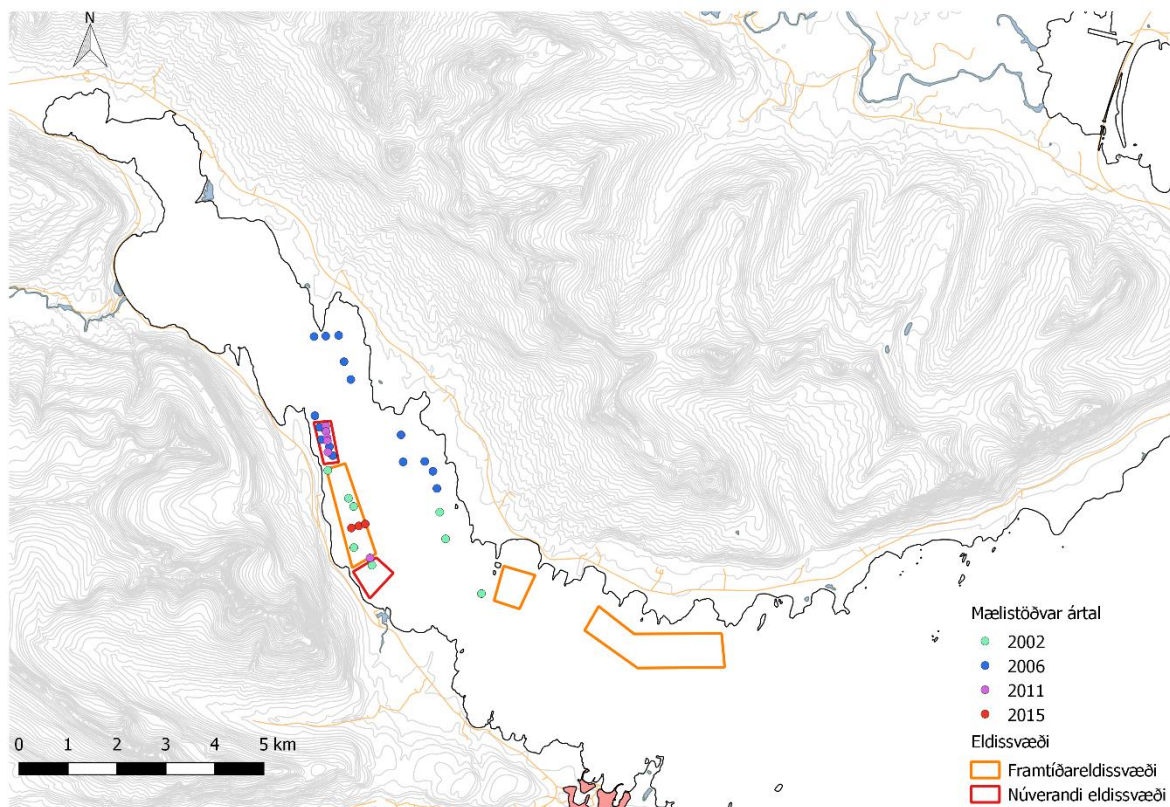 N
Mælistöðvar ártal
2002
2006
2011
2015
Eldissvæði
Framtíðareldissvæði
Núverandi eldissvæði
0 1 2 3 4 5 km